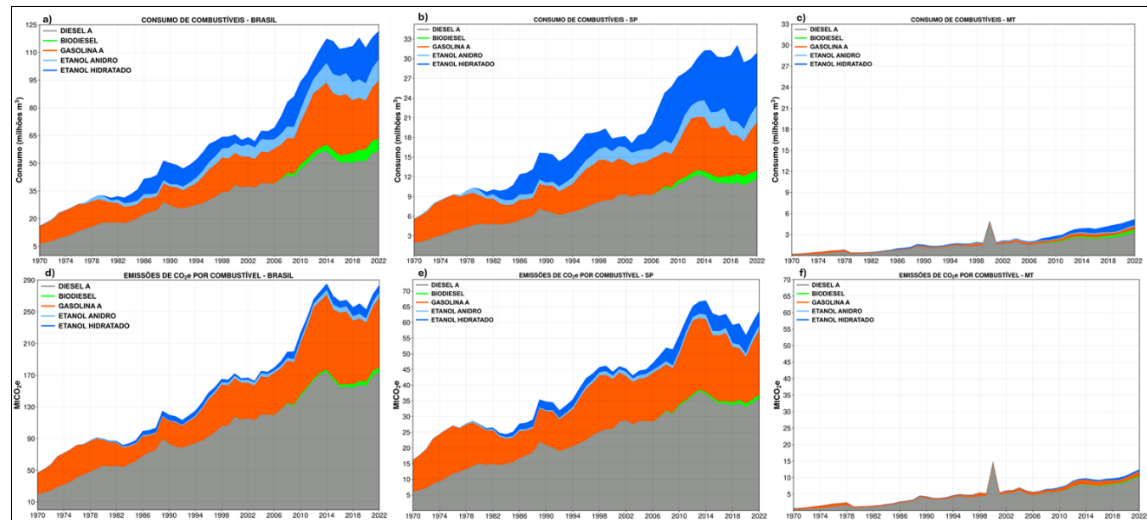 a) CONSUMO DE COMBUSTÍVEIS - BRASIL
125
115
105
95
85
75
65
55
45
35
25
15
5
Consumo (milhões m³)
DIESEL A
BIODIESEL
GASOLINA A
ETANOL ANIDRO
ETANOL HIDRATADO
1970 1974 1978 1982 1986 1990 1994 1998 2002 2006 2010 2014 2018 2022
b) CONSUMO DE COMBUSTÍVEIS - SP
33
30
27
24
21
18
15
12
9
6
3
Consumo (milhões m³)
DIESEL A
BIODIESEL
GASOLINA A
ETANOL ANIDRO
ETANOL HIDRATADO
1970 1974 1978 1982 1986 1990 1994 1998 2002 2006 2010 2014 2018 2022
c) CONSUMO DE COMBUSTÍVEIS - MT
33
30
27
24
21
18
15
12
9
6
3
Consumo (milhões m³)
DIESEL A
BIODIESEL
GASOLINA A
ETANOL ANIDRO
ETANOL HIDRATADO
1970 1974 1978 1982 1986 1990 1994 1998 2002 2006 2010 2014 2018 2022
d) EMISSÕES DE CO₂e POR COMBUSTÍVEL - BRASIL
290
250
210
170
130
90
50
10
MtCO₂e
DIESEL A
BIODIESEL
GASOLINA A
ETANOL ANIDRO
ETANOL HIDRATADO
1970 1974 1978 1982 1986 1990 1994 1998 2002 2006 2010 2014 2018 2022
e) EMISSÕES DE CO₂e POR COMBUSTÍVEL - SP
70
65
60
55
50
45
40
35
30
25
20
15
10
5
MtCO₂e
DIESEL A
BIODIESEL
GASOLINA A
ETANOL ANIDRO
ETANOL HIDRATADO
1970 1974 1978 1982 1986 1990 1994 1998 2002 2006 2010 2014 2018 2022
f) EMISSÕES DE CO₂e POR COMBUSTÍVEL - MT
70
65
60
55
50
45
40
35
30
25
20
15
10
5
MtCO₂e
DIESEL A
BIODIESEL
GASOLINA A
ETANOL ANIDRO
ETANOL HIDRATADO
1970 1974 1978 1982 1986 1990 1994 1998 2002 2006 2010 2014 2018 2022